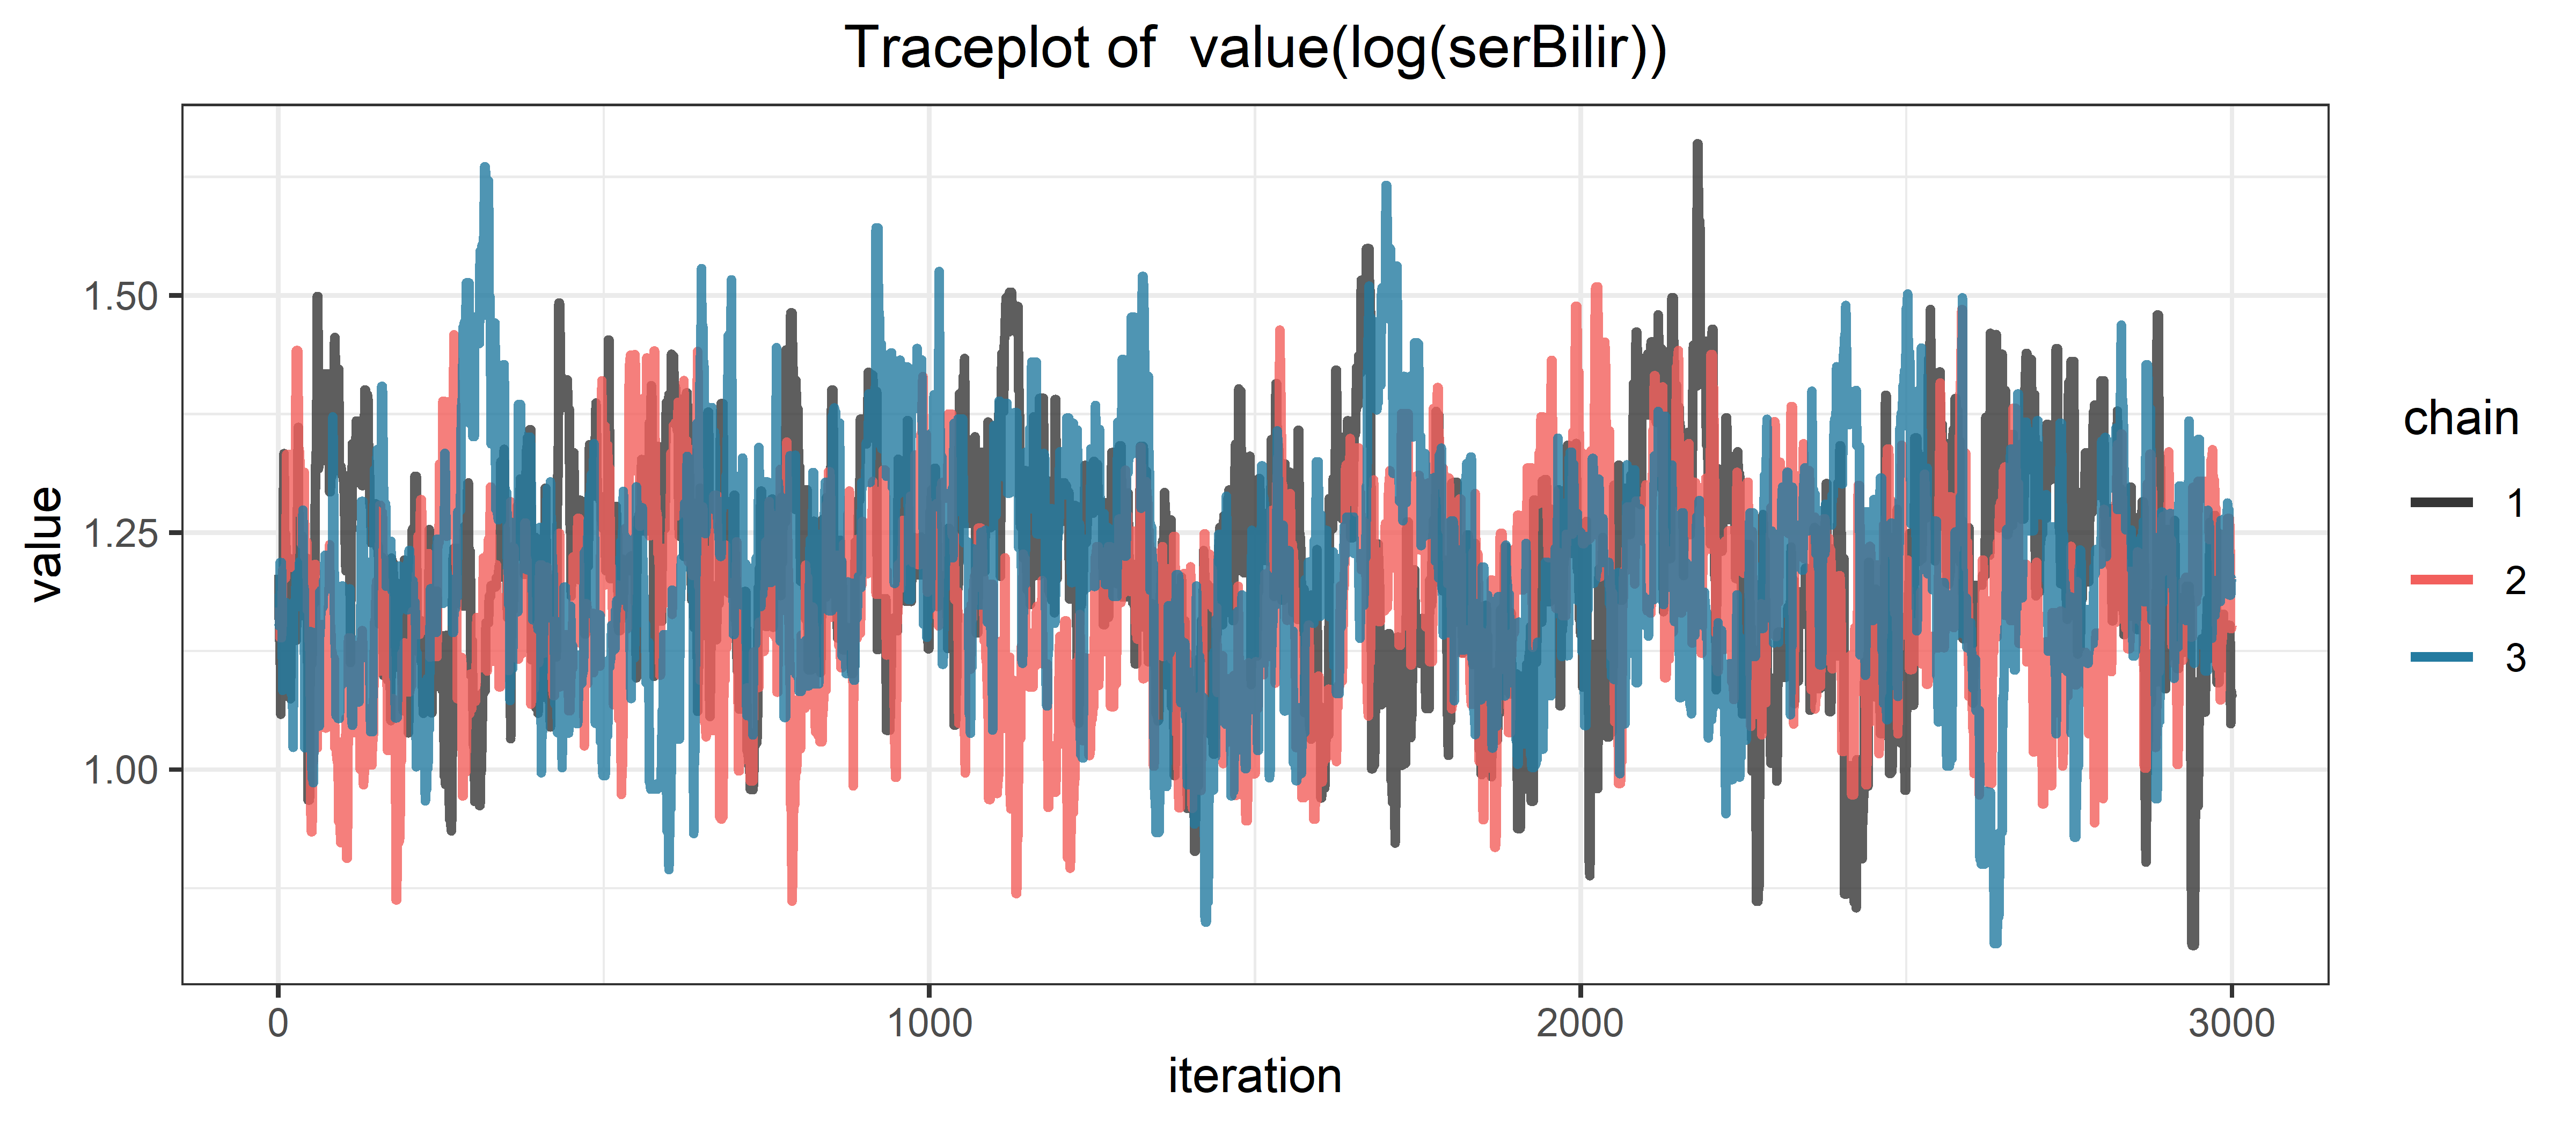 Traceplot of  value(log(serBilir))
value
1.50
1.25
1.00
0
1000
2000
3000
iteration
chain
1
2
3